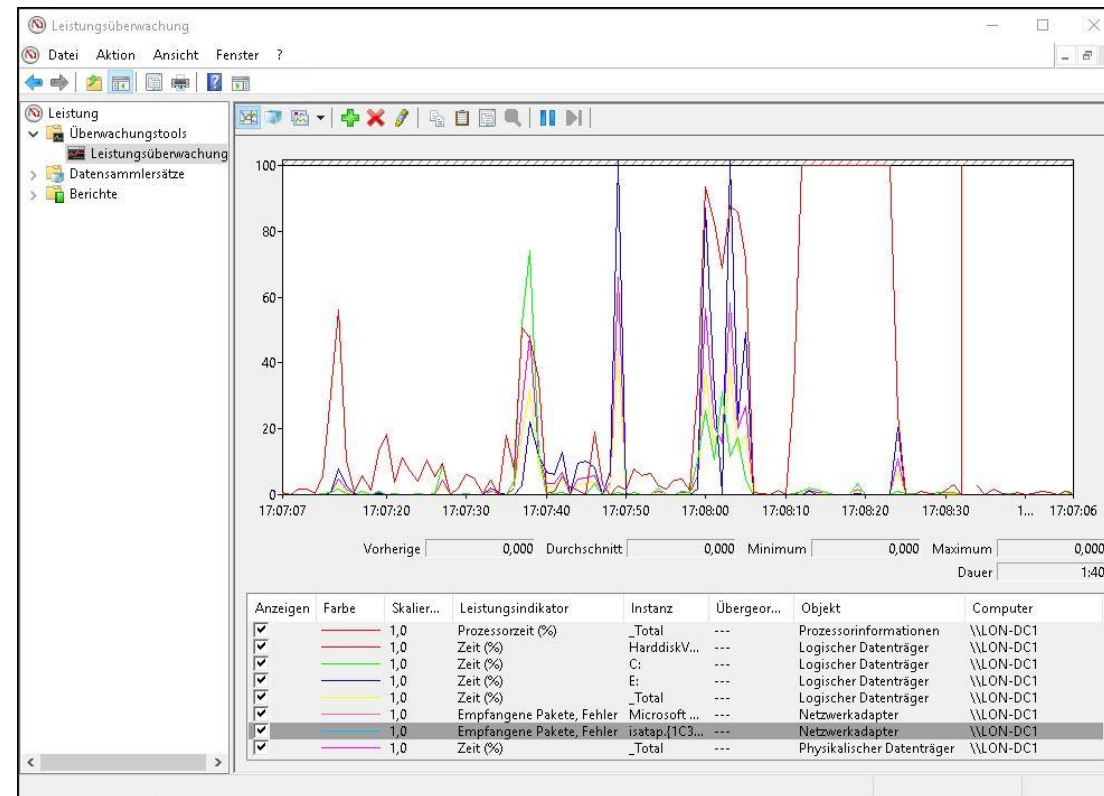 Leistungsüberwachung
Datei Aktion Ansicht Fenster ?
Leistung
Überwachungstools
Leistungsüberwachung
Datensammlersätze
Berichte
100
80
60
40
20
0
17:07:07 17:07:20 17:07:30 17:07:40 17:07:50 17:08:00 17:08:10 17:08:20 17:08:30 1... 17:07:06
Vorherige 0,000 Durchschnitt 0,000 Minimum 0,000 Maximum 0,000
Dauer 1:40
Anzeigen Farbe Skalier... Leistungsindikator Instanz Übergeor... Objekt Computer
1,0 Prozessorzeit (%) _Total --- Prozessorinformationen \\LON-DC1
1,0 Zeit (%) HarddiskV... --- Logischer Datenträger \\LON-DC1
1,0 Zeit (%) C: --- Logischer Datenträger \\LON-DC1
1,0 Zeit (%) E: --- Logischer Datenträger \\LON-DC1
1,0 Zeit (%) _Total --- Logischer Datenträger \\LON-DC1
1,0 Empfangene Pakete, Fehler Microsoft ... --- Netzwerkadapter \\LON-DC1
1,0 Empfangene Pakete, Fehler isatap.{1C3... --- Netzwerkadapter \\LON-DC1
1,0 Zeit (%) _Total --- Physikalischer Datenträger \\LON-DC1